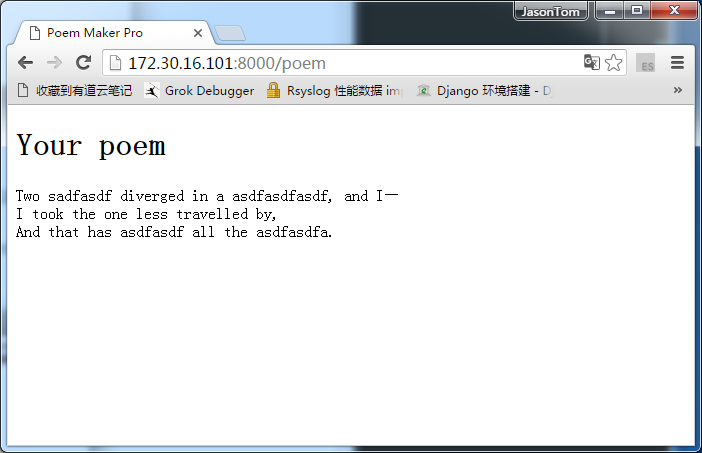 JasonTom
Poem Maker Pro
172.30.16.101:8000/poem
ES
收藏到有道云笔记 Grok Debugger Rsyslog 性能数据 imp Django 环境搭建 - D
Your poem
Two sadfasdf diverged in a asdfasdfasdf, and I—
I took the one less travelled by,
And that has asdfasdf all the asdfasdfa.